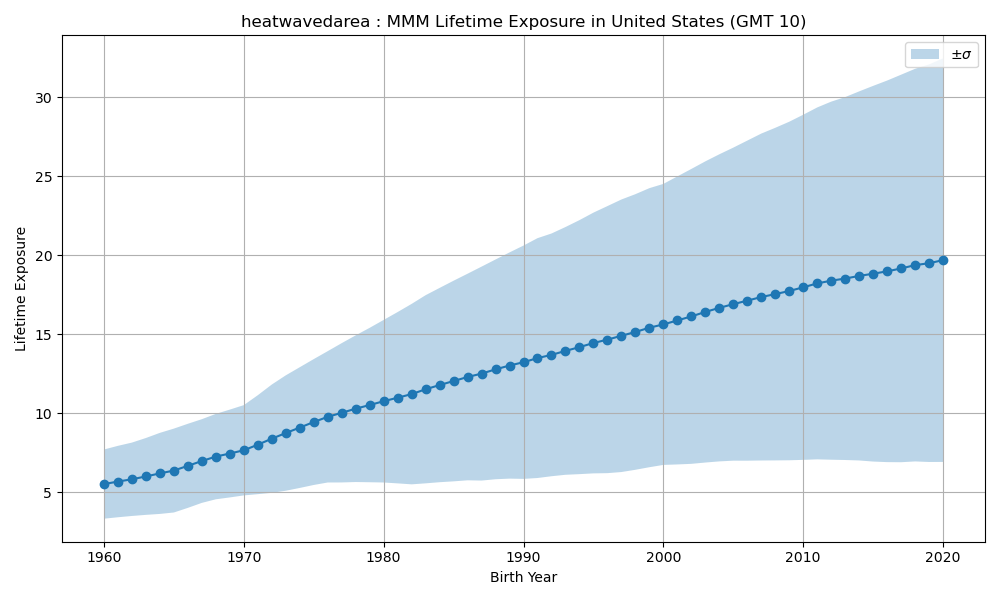 heatwavedarea : MMM Lifetime Exposure in United States (GMT 10)
±σ
Lifetime Exposure
30
25
20
15
10
5
1960 1970 1980 1990 2000 2010 2020
Birth Year